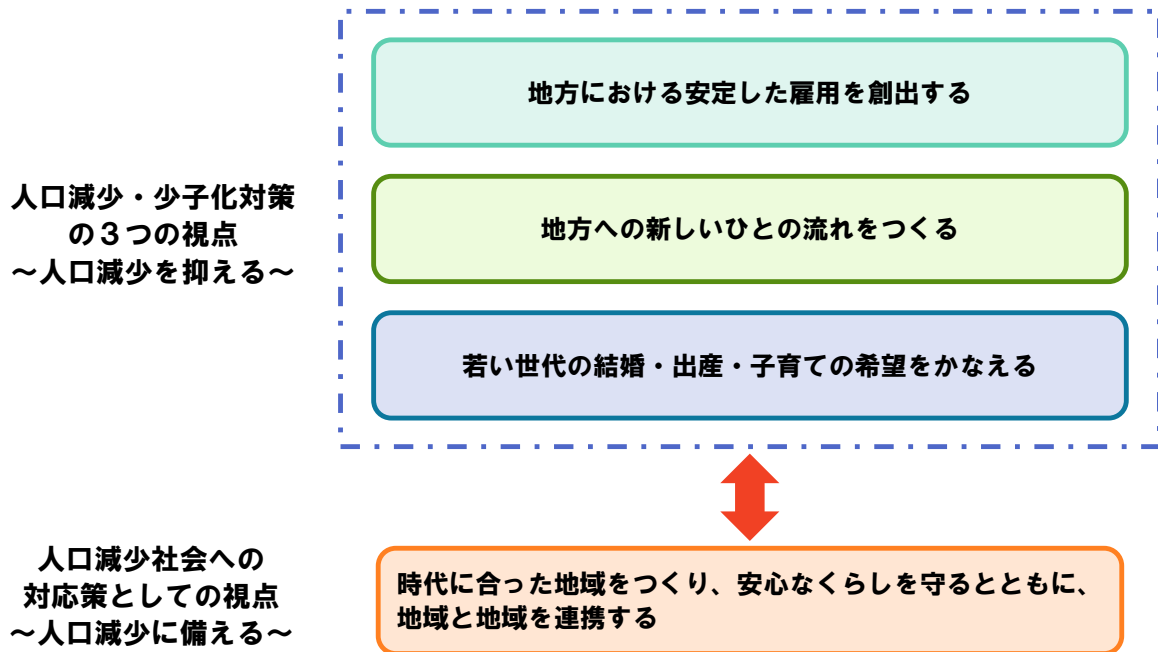 地方における安定した雇用を創出する
人口減少・少子化対策
の３つの視点
～人口減少を抑える～
地方への新しいひとの流れをつくる
若い世代の結婚・出産・子育ての希望をかなえる
人口減少社会への
対応策としての視点
～人口減少に備える～
時代に合った地域をつくり、安心なくらしを守るとともに、
地域と地域を連携する